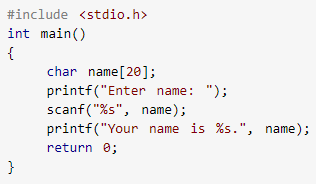 #include <stdio.h>
int main()
{
char name[20];
printf("Enter name: ");
scanf("%s", name);
printf("Your name is %s.", name);
return 0;
}